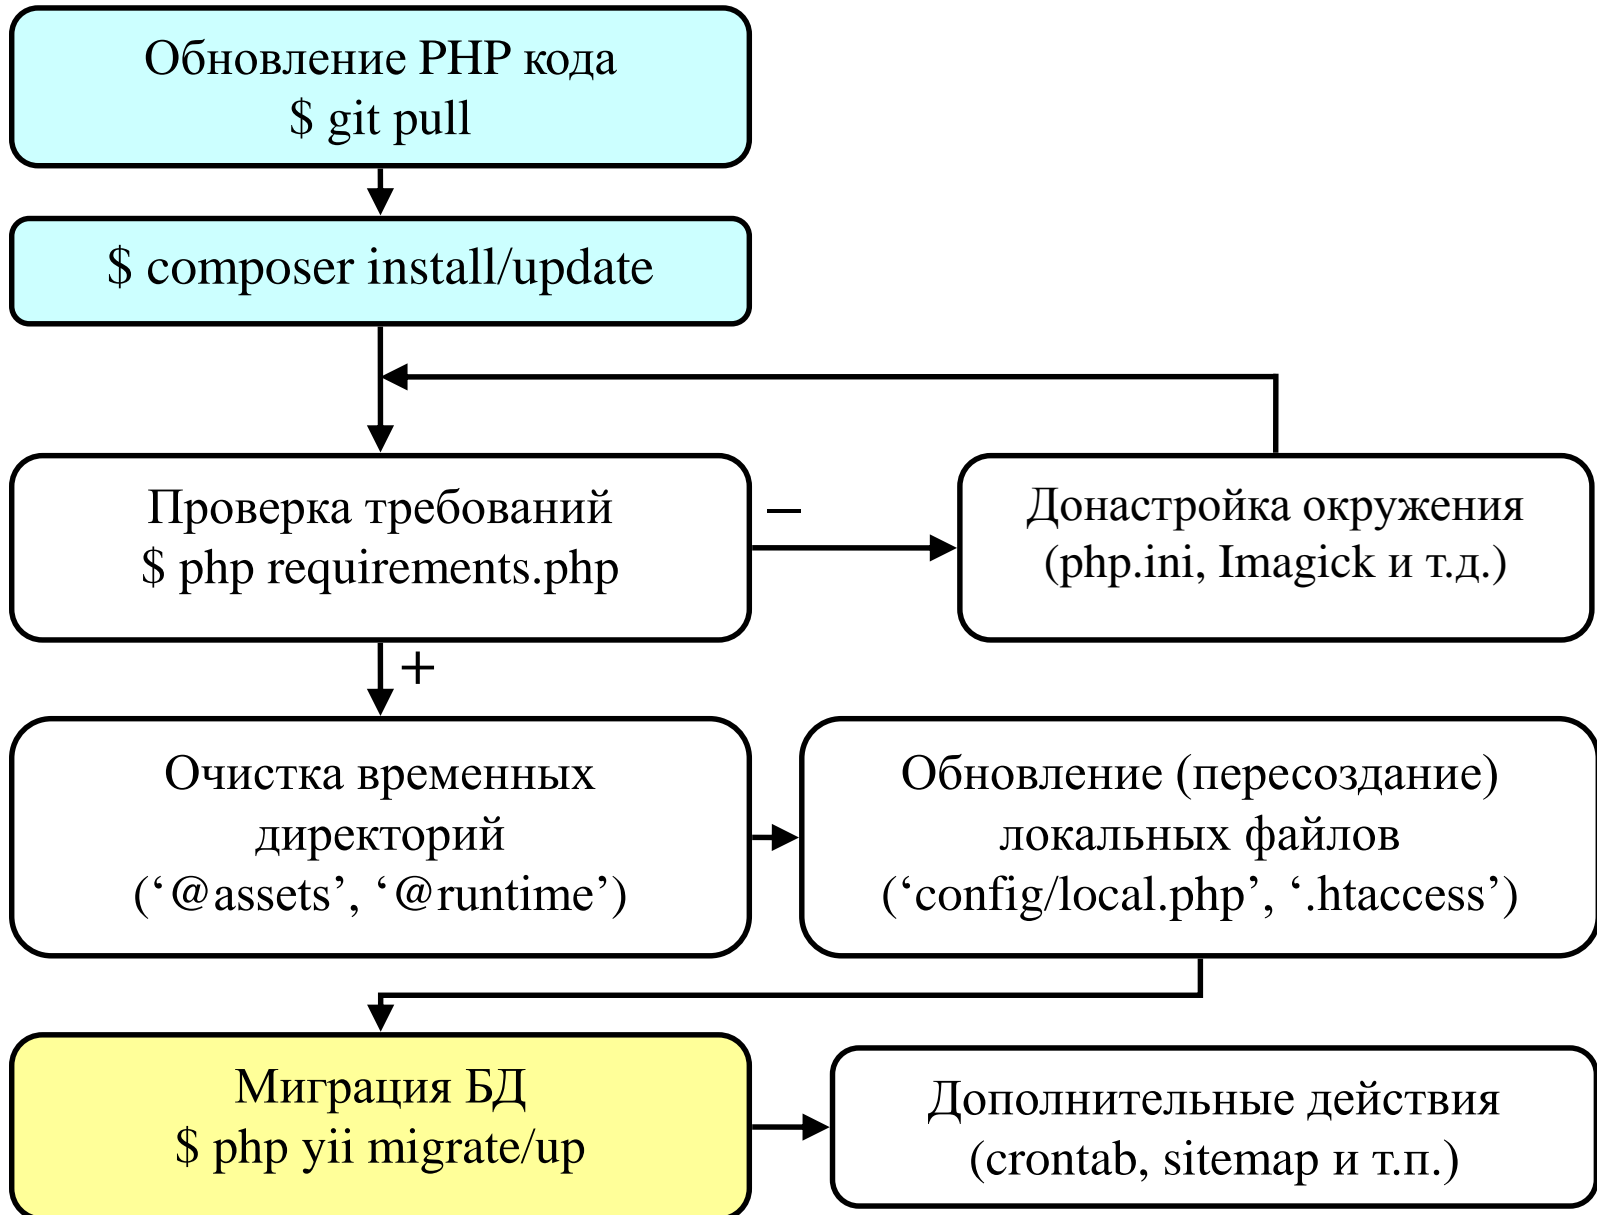 Обновление PHP кода
$ git pull
$ composer install/update
Проверка требований
$ php requirements.php
–
Донастройка окружения
(php.ini, Imagick и т.д.)
+
Очистка временных
директорий
(‘@assets’, ‘@runtime’)
Обновление (пересоздание)
локальных файлов
(‘config/local.php’, ‘.htaccess’)
Миграция БД
$ php yii migrate/up
Дополнительные действия
(crontab, sitemap и т.п.)